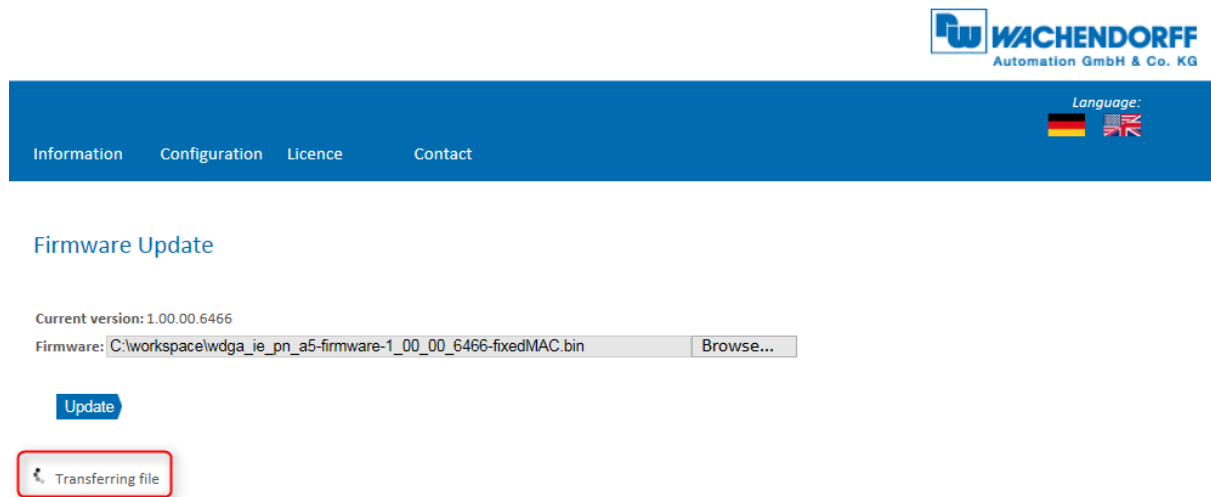 WACHENDORFF
Automation GmbH & Co. KG
Language:
Information Configuration Licence Contact
Firmware Update
Current version: 1.00.00.6466
Firmware: C:\workspace\wdga_ie_pn_a5-firmware-1_00_00_6466-fixedMAC.bin Browse...
Update
Transferring file